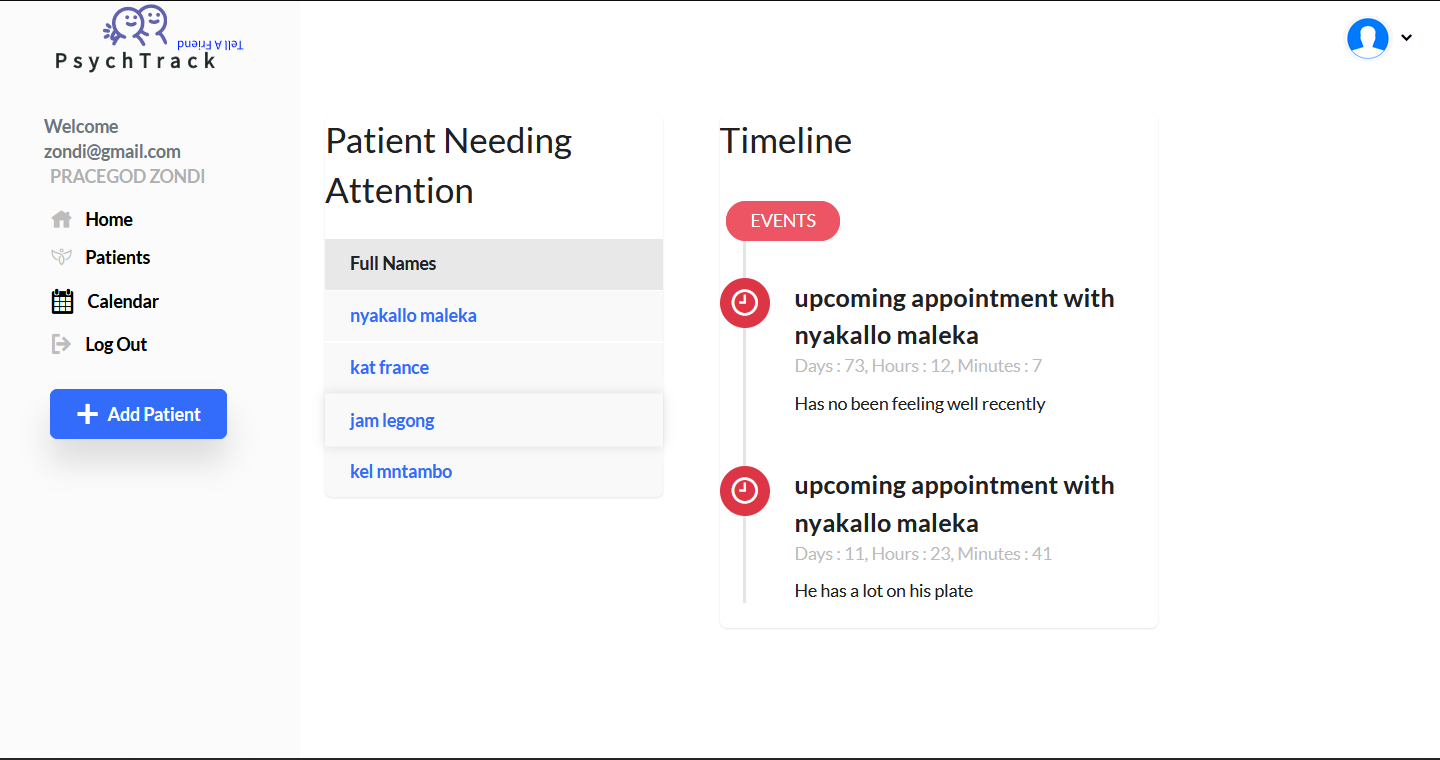 Tell A Friend
PsychTrack
Welcome
zondi@gmail.com
PRACEGOD ZONDI
Home
Patients
Calendar
Log Out
Add Patient
Patient Needing
Attention
Full Names
nyakallo maleka
kat france
jam legong
kel mntambo
Timeline
EVENTS
upcoming appointment with
nyakallo maleka
Days : 73, Hours : 12, Minutes : 7
Has no been feeling well recently
upcoming appointment with
nyakallo maleka
Days : 11, Hours : 23, Minutes : 41
He has a lot on his plate